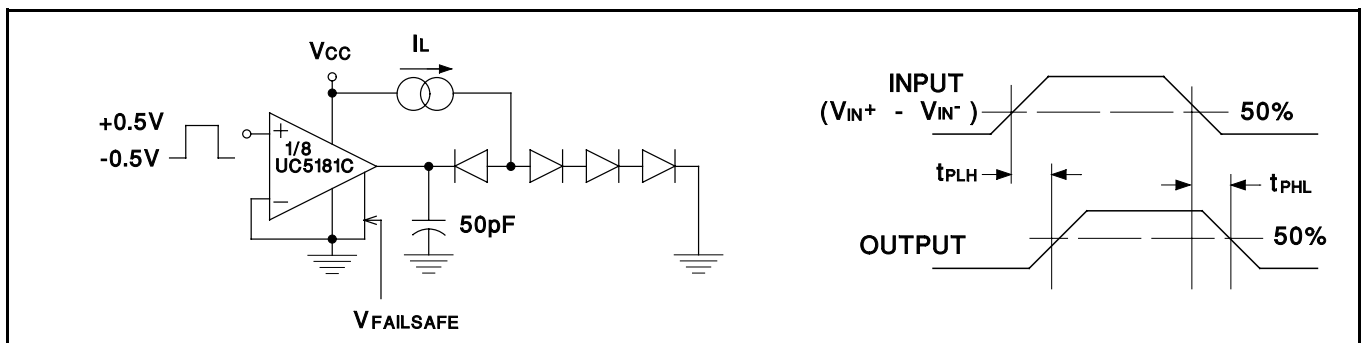 VCC
IL
+0.5V
-0.5V
+
1/8
UC5181C
-
50pF
VFAILSAFE
INPUT
(VIN+ - VIN-)
50%
tPLH
tPHL
OUTPUT
50%